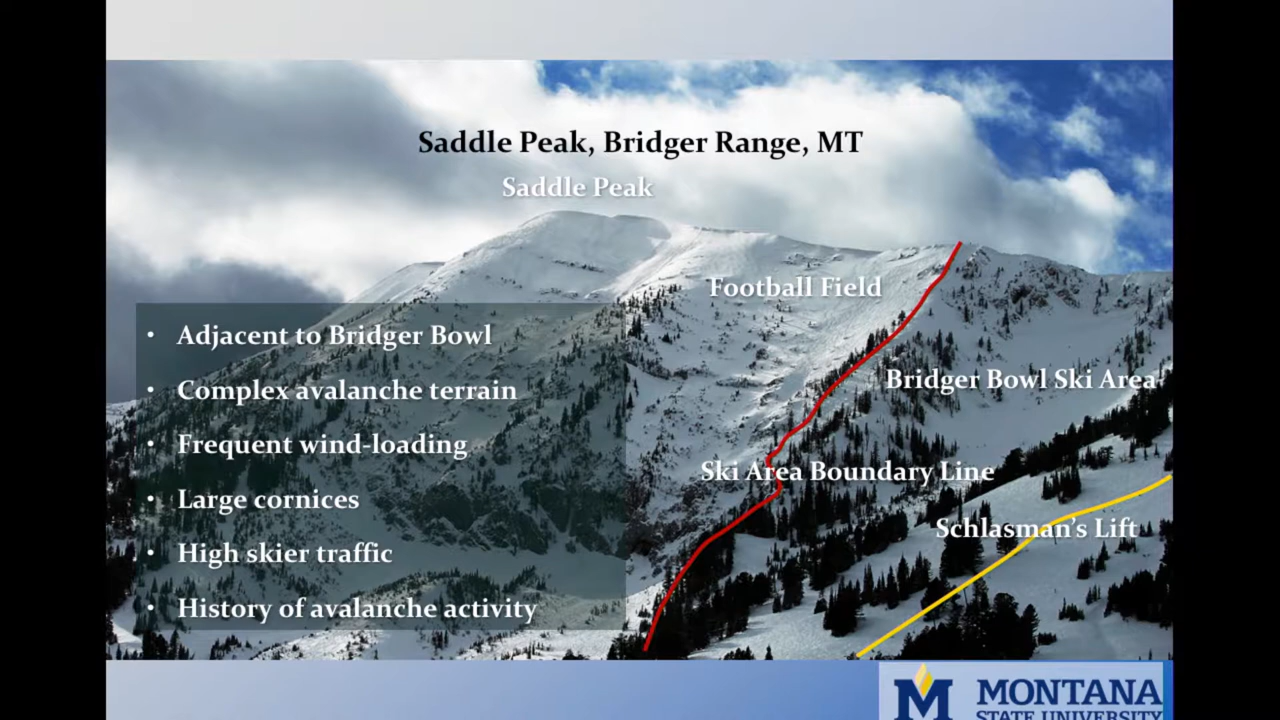 Saddle Peak, Bridger Range, MT
Saddle Peak
Football Field
• Adjacent to Bridger Bowl
• Complex avalanche terrain
• Frequent wind-loading
• Large cornices
• High skier traffic
• History of avalanche activity
Bridger Bowl Ski Area
Ski Area Boundary Line
Schlasman's Lift
M MONTANA
STATE UNIVERSITY